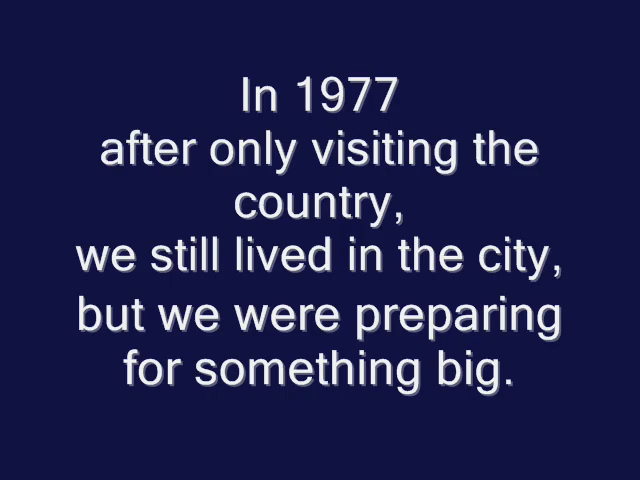 In 1977
after only visiting the
country,
we still lived in the city,
but we were preparing
for something big.